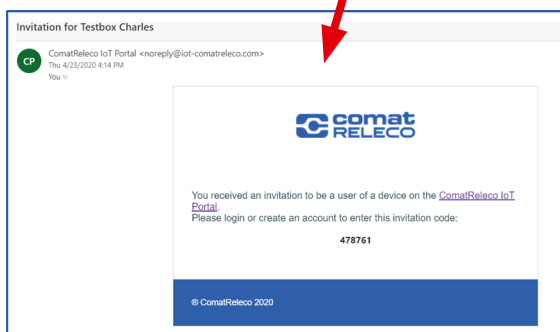 Invitation for Testbox Charles
CP
ComatReleco IoT Portal <noreply@iot-comatreleco.com>
Thu 4/23/2020 4:14 PM
You
comat
RELECO
You received an invitation to be a user of a device on the ComatReleco IoT
Portal.
Please login or create an account to enter this invitation code:
478761
® ComatReleco 2020